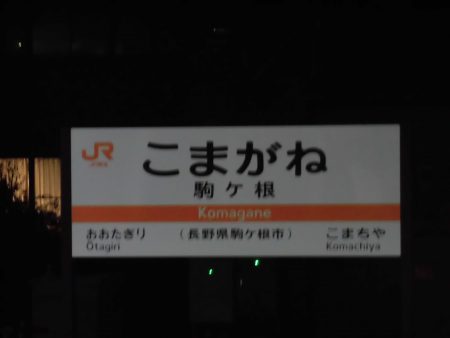 JR
こまがね
駒ケ根
Komagane
おおたぎり （長野県駒ケ根市） こまちや
Ōtagiri Komachiya